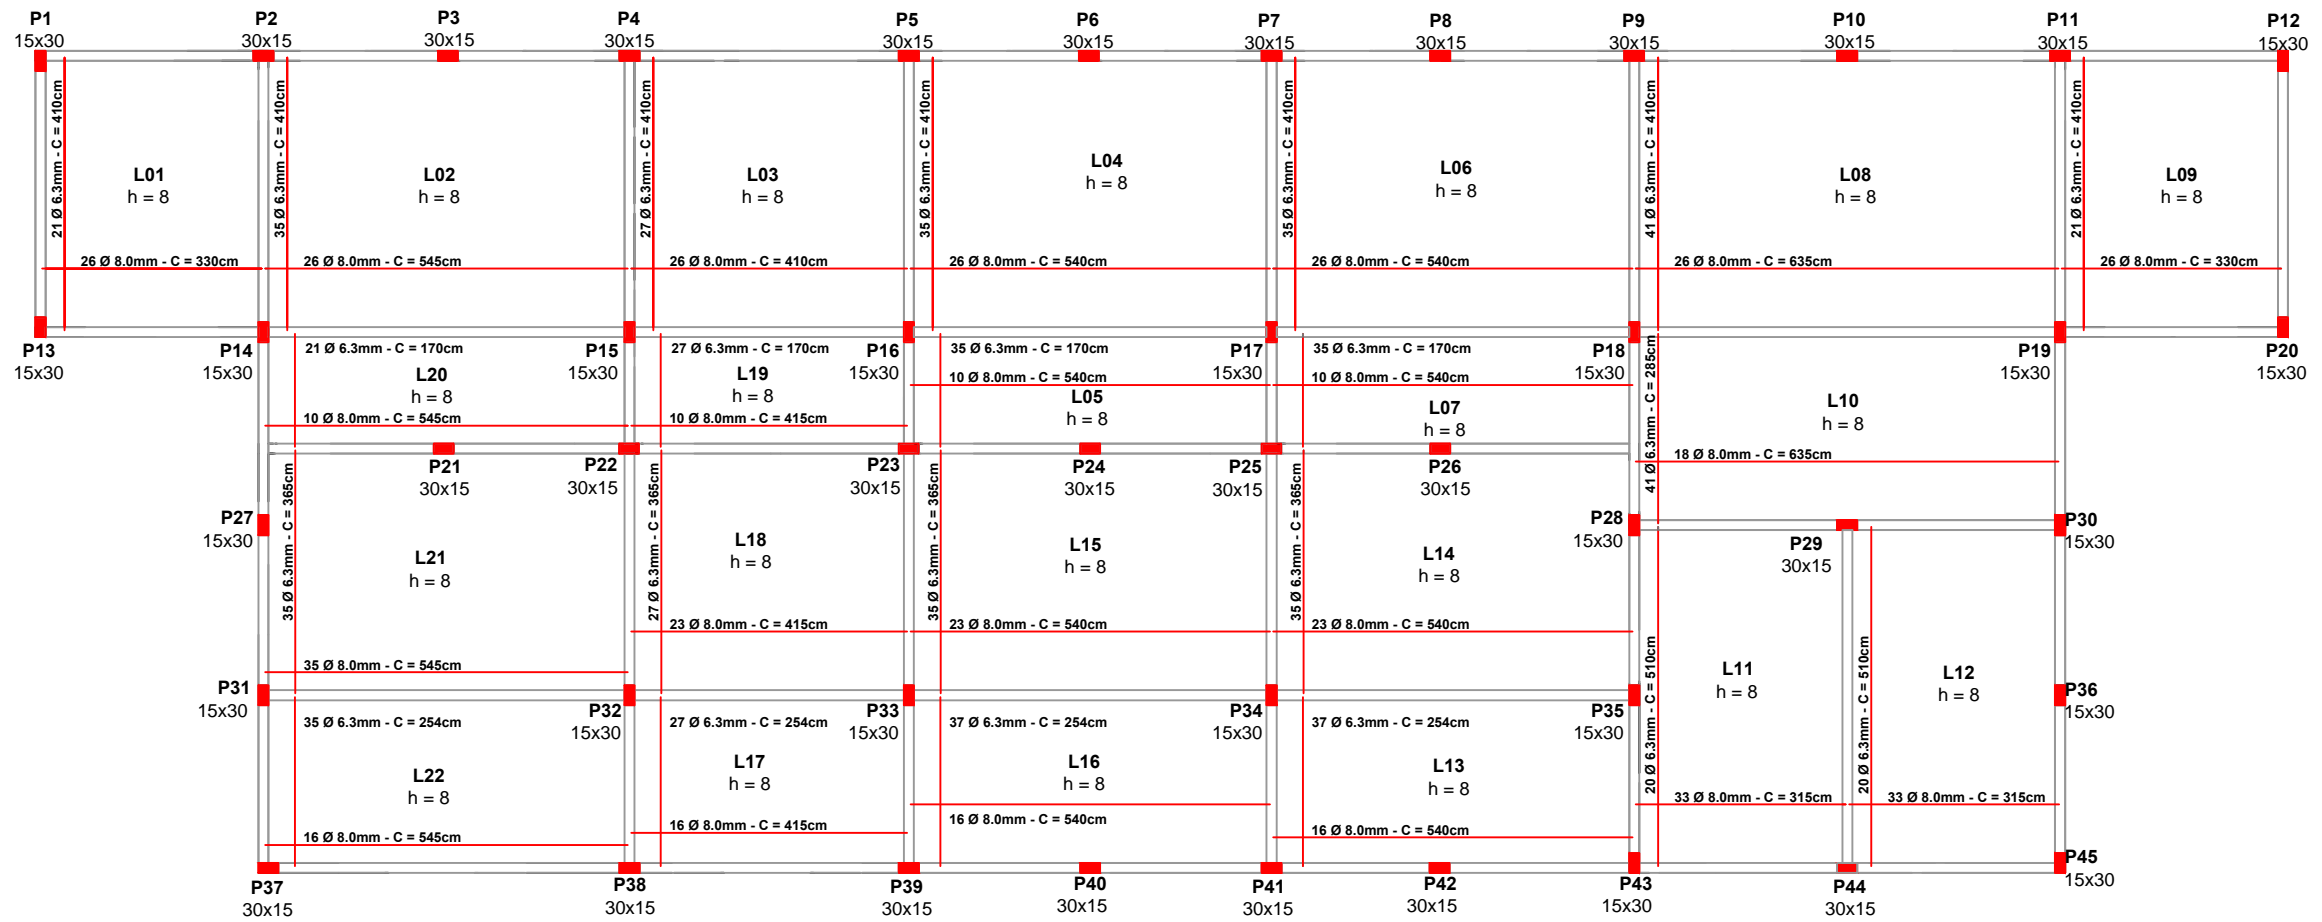 P1
15x30
P2
30x15
P3
30x15
P4
30x15
P5
30x15
P6
30x15
P7
30x15
P8
30x15
P9
30x15
P10
30x15
P11
30x15
P12
15x30
21 Ø 6.3mm - C = 410cm
35 Ø 6.3mm - C = 410cm
27 Ø 6.3mm - C = 410cm
35 Ø 6.3mm - C = 410cm
35 Ø 6.3mm - C = 410cm
41 Ø 6.3mm - C = 410cm
21 Ø 6.3mm - C = 410cm
L01
h = 8
L02
h = 8
L03
h = 8
L04
h = 8
L06
h = 8
L08
h = 8
L09
h = 8
26 Ø 8.0mm - C = 330cm
26 Ø 8.0mm - C = 545cm
26 Ø 8.0mm - C = 410cm
26 Ø 8.0mm - C = 540cm
26 Ø 8.0mm - C = 540cm
26 Ø 8.0mm - C = 635cm
26 Ø 8.0mm - C = 330cm
P13
15x30
P14
15x30
P15
15x30
P16
15x30
P17
15x30
P18
15x30
P19
15x30
P20
15x30
21 Ø 6.3mm - C = 170cm
27 Ø 6.3mm - C = 170cm
35 Ø 6.3mm - C = 170cm
35 Ø 6.3mm - C = 170cm
41 Ø 6.3mm - C = 285cm
L20
h = 8
L19
h = 8
10 Ø 8.0mm - C = 540cm
10 Ø 8.0mm - C = 540cm
L05
h = 8
L07
h = 8
L10
h = 8
10 Ø 8.0mm - C = 545cm
10 Ø 8.0mm - C = 415cm
18 Ø 8.0mm - C = 635cm
P21
30x15
P22
30x15
P23
30x15
P24
30x15
P25
30x15
P26
30x15
35 Ø 6.3mm - C = 365cm
27 Ø 6.3mm - C = 365cm
35 Ø 6.3mm - C = 365cm
35 Ø 6.3mm - C = 365cm
P27
15x30
P28
15x30
P29
30x15
P30
15x30
L21
h = 8
L18
h = 8
L15
h = 8
L14
h = 8
23 Ø 8.0mm - C = 415cm
23 Ø 8.0mm - C = 540cm
23 Ø 8.0mm - C = 540cm
35 Ø 8.0mm - C = 545cm
20 Ø 6.3mm - C = 510cm
20 Ø 6.3mm - C = 510cm
L11
h = 8
L12
h = 8
P31
15x30
P32
15x30
P33
15x30
P34
15x30
P35
15x30
P36
15x30
35 Ø 6.3mm - C = 254cm
27 Ø 6.3mm - C = 254cm
37 Ø 6.3mm - C = 254cm
37 Ø 6.3mm - C = 254cm
L22
h = 8
L17
h = 8
L16
h = 8
L13
h = 8
33 Ø 8.0mm - C = 315cm
33 Ø 8.0mm - C = 315cm
16 Ø 8.0mm - C = 545cm
16 Ø 8.0mm - C = 415cm
16 Ø 8.0mm - C = 540cm
16 Ø 8.0mm - C = 540cm
P37
30x15
P38
30x15
P39
30x15
P40
30x15
P41
30x15
P42
30x15
P43
15x30
P44
30x15
P45
15x30